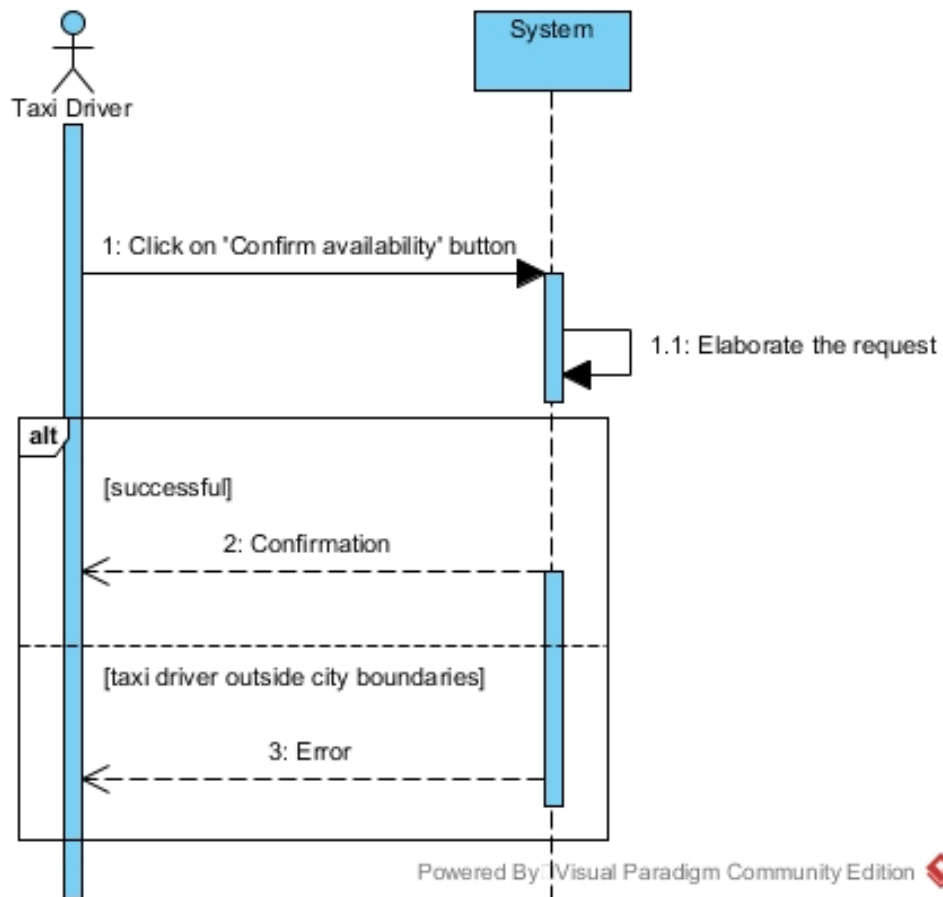 System
Taxi Driver
1: Click on 'Confirm availability' button
1.1: Elaborate the request
alt
[successful]
2: Confirmation
[taxi driver outside city boundaries]
3: Error
Powered By Visual Paradigm Community Edition